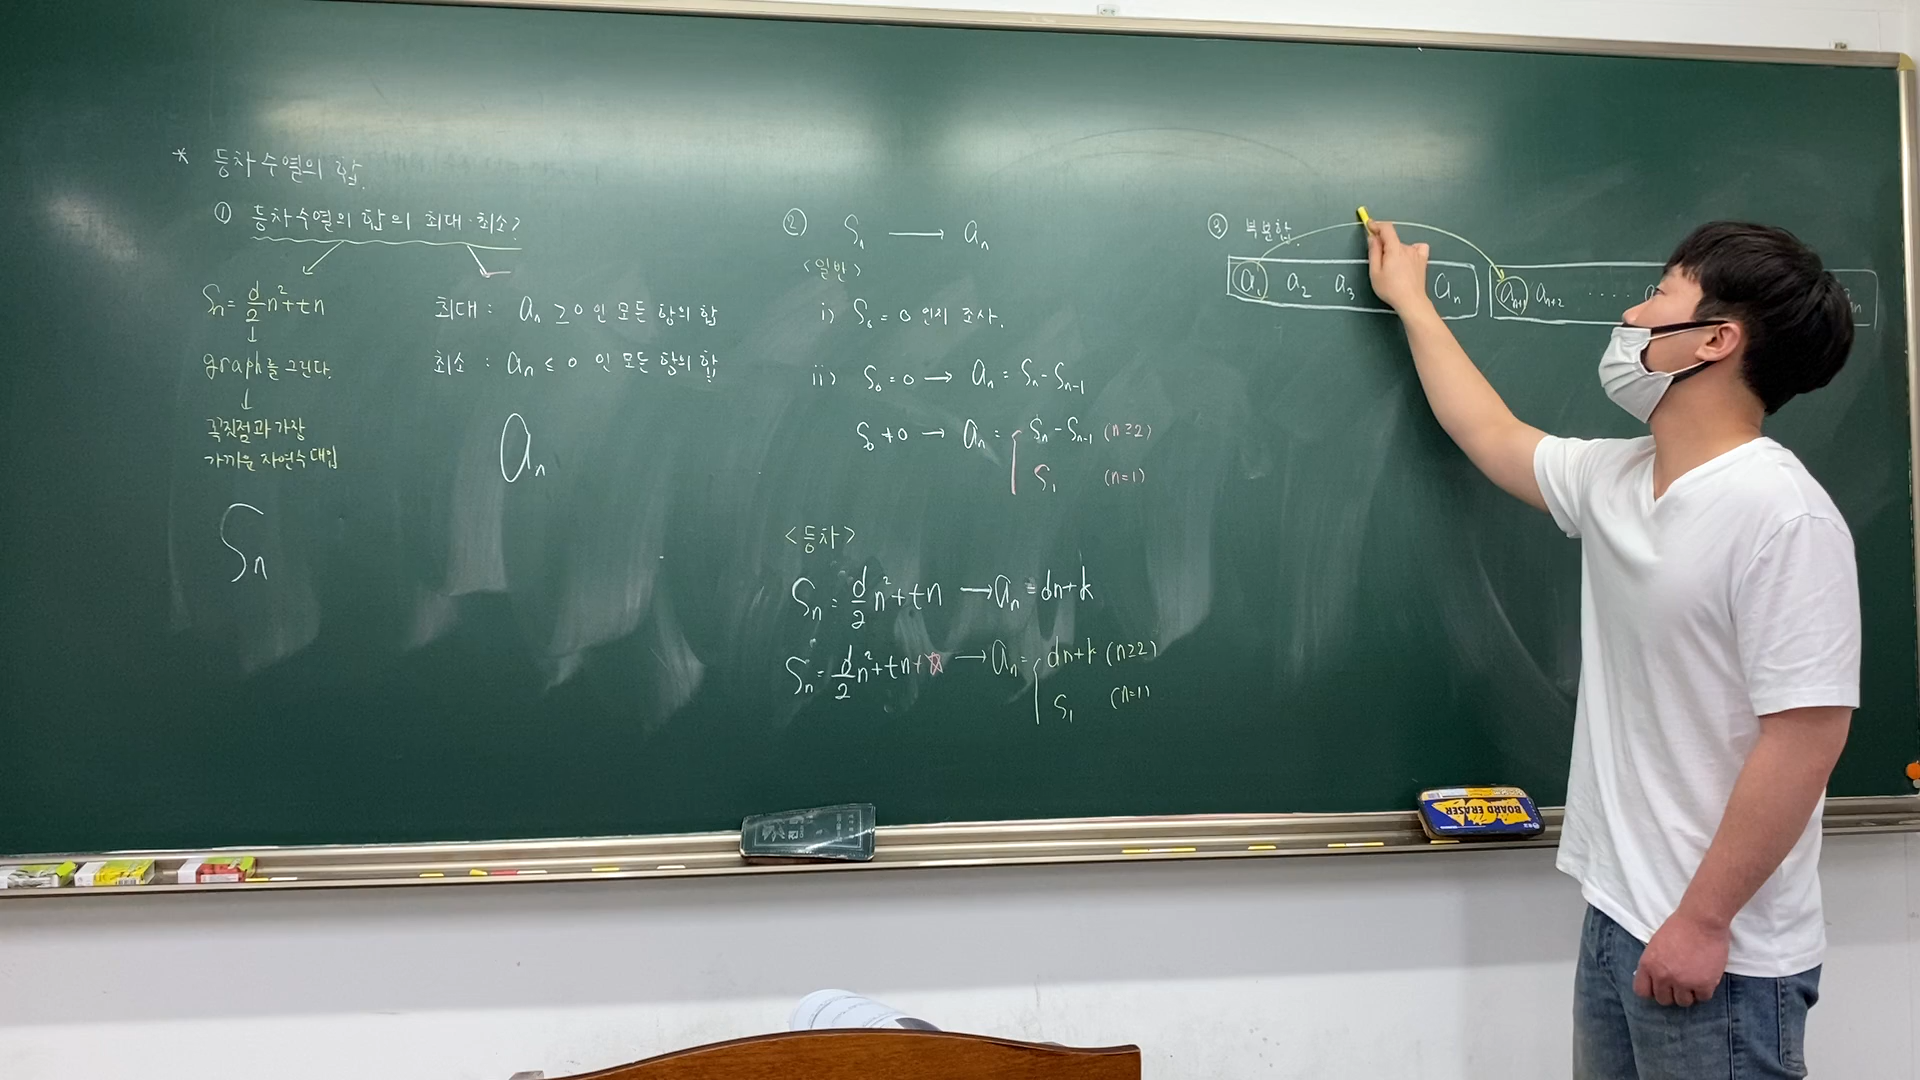 * 등차수열의 합.
① 등차수열의 합의 최대·최소?
Sn = d/2 n² + tn
↓
graph를 그린다.
↓
꼭짓점과 가장
가까운 자연수 대입
Sn
최대 : an ≥ 0 인 모든 항의 합
최소 : an ≤ 0 인 모든 항의 합
an
② Sn → an
<일반>
i) S₀ = 0 인지 조사.
ii) S₀ = 0 → an = Sn - Sn-1
S₀ ≠ 0 → an = { Sn - Sn-1 (n≥2)
S₁ (n=1)
<등차>
Sn = d/2 n² + tn → an = dn + k
Sn = d/2 n² + tn + → an = { dn + k (n≥2)
S₁ (n=1)
③ 부분합.
a₁ a₂ a₃ an an+1 an+2 ....
BOARD ERASER